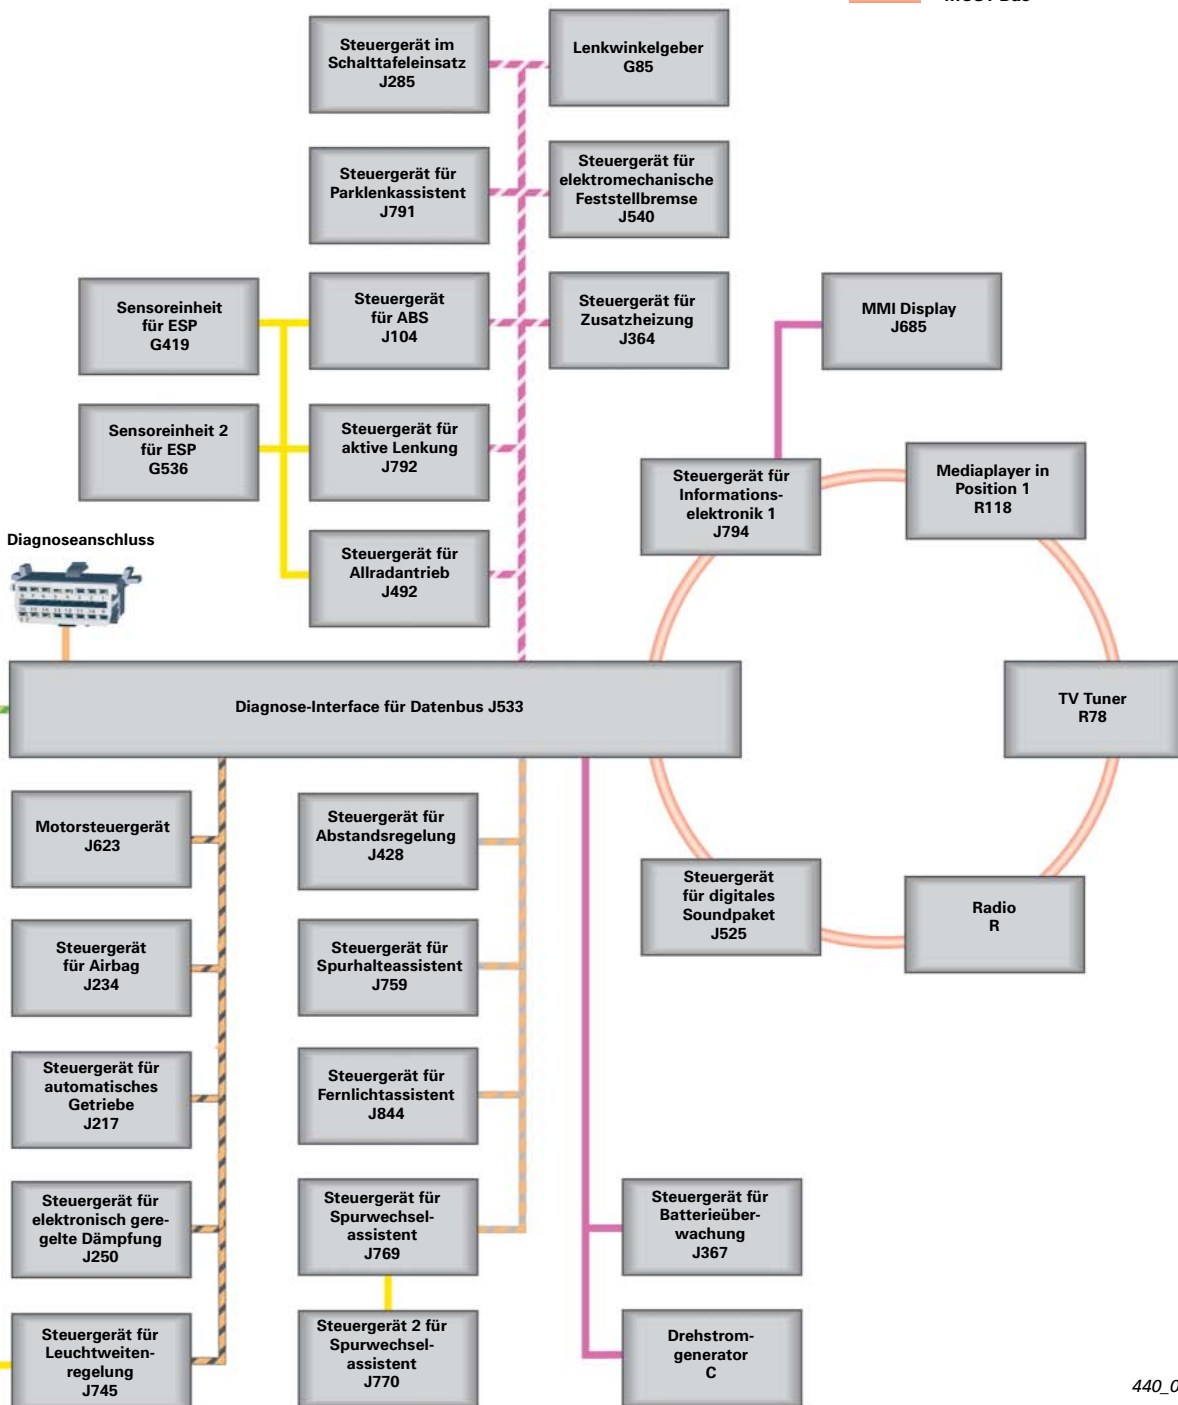 MOST-Bus
Steuergerät im
Schalttafeleinsatz
J285
Lenkwinkelgeber
G85
Steuergerät für
Parklenkassistent
J791
Steuergerät für
elektromechanische
Feststellbremse
J540
Sensoreinheit
für ESP
G419
Steuergerät
für ABS
J104
Steuergerät für
Zusatzheizung
J364
MMI Display
J685
Sensoreinheit 2
für ESP
G536
Steuergerät für
aktive Lenkung
J792
Steuergerät für
Informations-
elektronik 1
J794
Mediaplayer in
Position 1
R118
Diagnoseanschluss
Steuergerät für
Allradantrieb
J492
Diagnose-Interface für Datenbus J533
TV Tuner
R78
Motorsteuergerät
J623
Steuergerät für
Abstandsregelung
J428
Steuergerät
für digitales
Soundpaket
J525
Radio
R
Steuergerät
für Airbag
J234
Steuergerät für
Spurhalteassistent
J759
Steuergerät für
automatisches
Getriebe
J217
Steuergerät für
Fernlichtassistent
J844
Steuergerät für
elektronisch gere-
gelte Dämpfung
J250
Steuergerät für
Spurwechsel-
assistent
J769
Steuergerät für
Batterieüber-
wachung
J367
Steuergerät für
Leuchtweiten-
regelung
J745
Steuergerät 2 für
Spurwechsel-
assistent
J770
Drehstrom-
generator
C
440_0